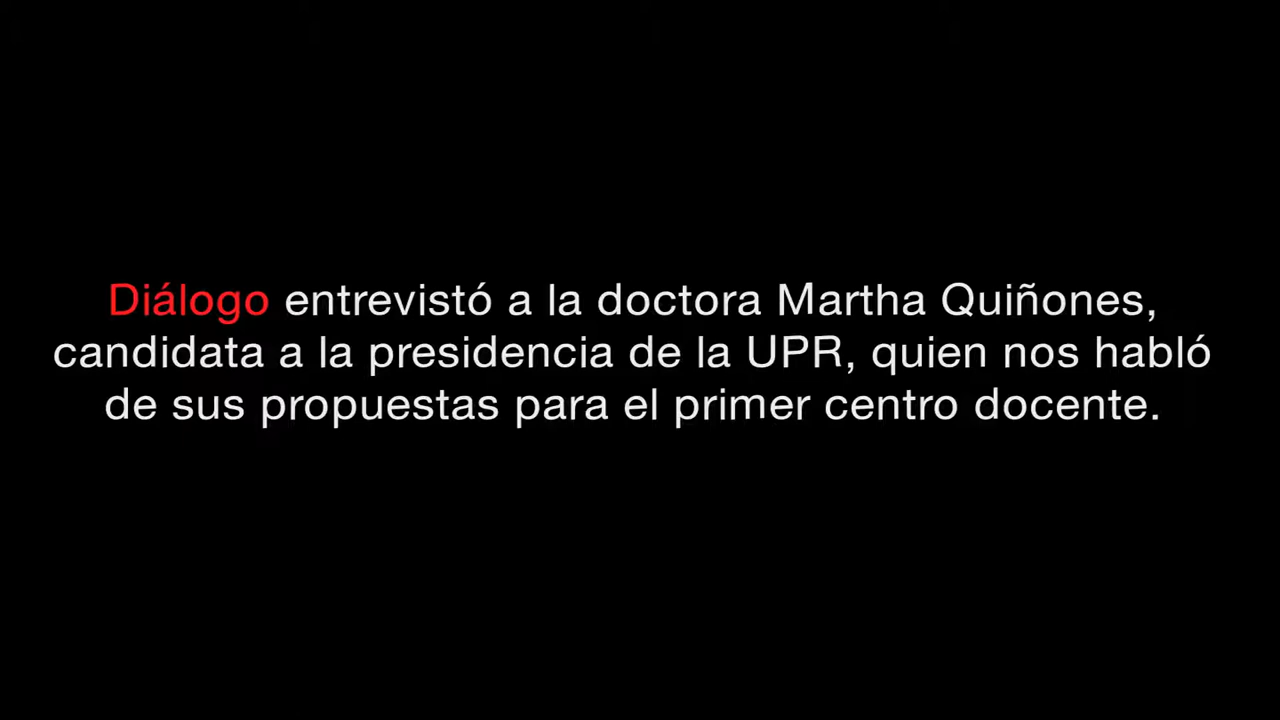 Diálogo entrevistó a la doctora Martha Quiñones,
candidata a la presidencia de la UPR, quien nos habló
de sus propuestas para el primer centro docente.